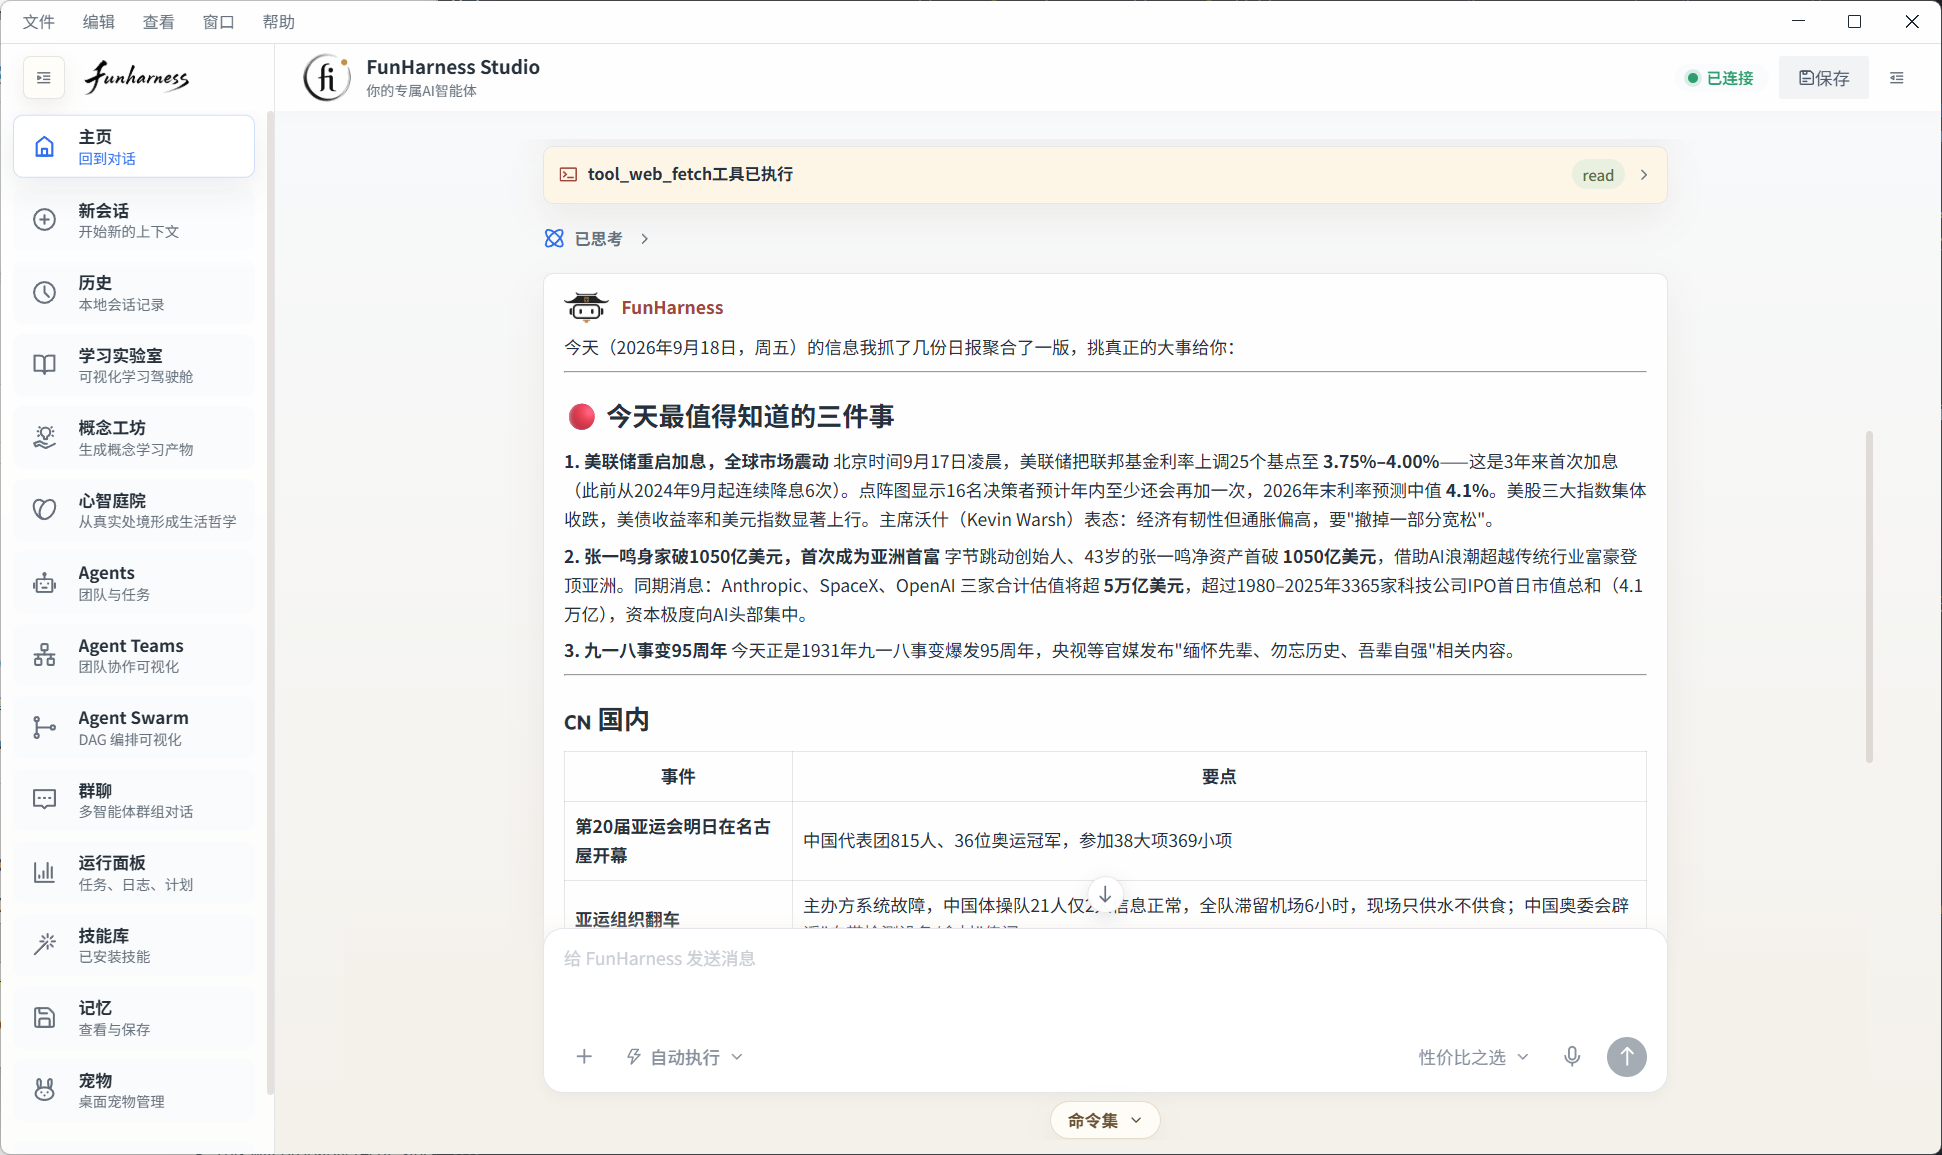 文件 编辑 查看 窗口 帮助
Funharness
FunHarness Studio
你的专属AI智能体
已连接
保存
主页
回到对话
新会话
开始新的上下文
历史
本地会话记录
学习实验室
可视化学习驾驶舱
概念工坊
生成概念学习产物
心智庭院
从真实处境形成生活哲学
Agents
团队与任务
Agent Teams
团队协作可视化
Agent Swarm
DAG 编排可视化
群聊
多智能体群组对话
运行面板
任务、日志、计划
技能库
已安装技能
记忆
查看与保存
宠物
桌面宠物管理
tool_web_fetch工具已执行
read
已思考
FunHarness
今天（2026年9月18日，周五）的信息我抓了几份日报聚合了一版，挑真正的大事给你：
今天最值得知道的三件事
1. 美联储重启加息，全球市场震动 北京时间9月17日凌晨，美联储把联邦基金利率上调25个基点至 3.75%–4.00%——这是3年来首次加息
（此前从2024年9月起连续降息6次）。点阵图显示16名决策者预计年内至少还会再加一次，2026年末利率预测中值 4.1%。美股三大指数集体
收跌，美债收益率和美元指数显著上行。主席沃什（Kevin Warsh）表态：经济有韧性但通胀偏高，要"撤掉一部分宽松"。
2. 张一鸣身家破1050亿美元，首次成为亚洲首富 字节跳动创始人、43岁的张一鸣净资产首破 1050亿美元，借助AI浪潮超越传统行业富豪登
顶亚洲。同期消息：Anthropic、SpaceX、OpenAI 三家合计估值将超 5万亿美元，超过1980–2025年3365家科技公司IPO首日市值总和（4.1
万亿），资本极度向AI头部集中。
3. 九一八事变95周年 今天正是1931年九一八事变爆发95周年，央视等官媒发布"缅怀先辈、勿忘历史、吾辈自强"相关内容。
CN 国内
事件 要点
第20届亚运会明日在名古
屋开幕
中国代表团815人、36位奥运冠军，参加38大项369小项
亚运组织翻车
主办方系统故障，中国体操队21人仅2 信息正常，全队滞留机场6小时，现场只供水不供食；中国奥委会辟
给 FunHarness 发送消息
自动执行
性价比之选
命令集